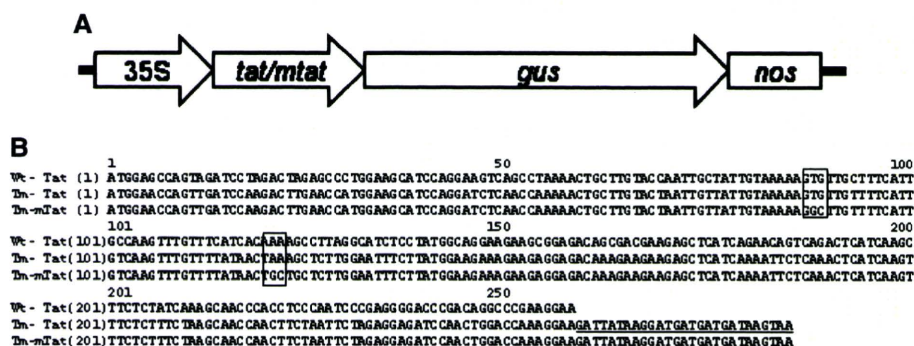 A
35S tat/mtat gus nos
B
1 50 100
Wt- Tat (1) ATGGAGCCAGTAGATCCTAGACTAGAGCCCTGGAAGCATCCAGGAAGTCAGCCTAAAACTGCTTGTACCAATTGCTATTGTAAAAAGTGTTGCTTTCATT
Tm- Tat (1) ATGGAACCAGTTGATCCAAGACTTGAACCATGGAAGCATCCAGGATCTCAACCAAAAACTGCTTGTACTAATTGTTATTGTAAAAAGTGTTGTTTTCATT
Tm-mTat (1) ATGGAACCAGTTGATCCAAGACTTGAACCATGGAAGCATCCAGGATCTCAACCAAAAACTGCTTGTACTAATTGTTATTGTAAAAAGGCTTGTTTTCATT
101 150 200
Wt- Tat(101)GCCAAGTTTGTTTCATCACAAAAGCCTTAGGCATCTCCTATGGCAGGAAGAAGCGGAGACAGCGACGAAGAGCTCATCAGAACAGTCAGACTCATCAAGC
Tm- Tat(101)GTCAAGTTTGTTTTATAACTAAAGCTCTTGGAATTTCTTATGGAAGAAAGAAGAGGAGACAAAGAAGAAGAGCTCATCAAAATTCTCAAACTCATCAAGT
Tm-mTat(101)GTCAAGTTTGTTTTATAACTGCTGCTCTTGGAATTTCTTATGGAAGAAAGAAGAGGAGACAAAGAAGAAGAGCTCATCAAAATTCTCAAACTCATCAAGT
201 250
Wt- Tat(201)TTCTCTATCAAAGCAACCCACCTCCCAATCCCGAGGGGACCCGACAGGCCCGAAGGAA
Tm- Tat(201)TTCTCTTTCTAAGCAACCAACTTCTAATTCTAGAGGAGATCCAACTGGACCAAAGGAAGATTATAAGGATGATGATGATAAGTAA
Tm-mTat(201)TTCTCTTTCTAAGCAACCAACTTCTAATTCTAGAGGAGATCCAACTGGACCAAAGGAAGATTATAAGGATGATGATGATAAGTAA